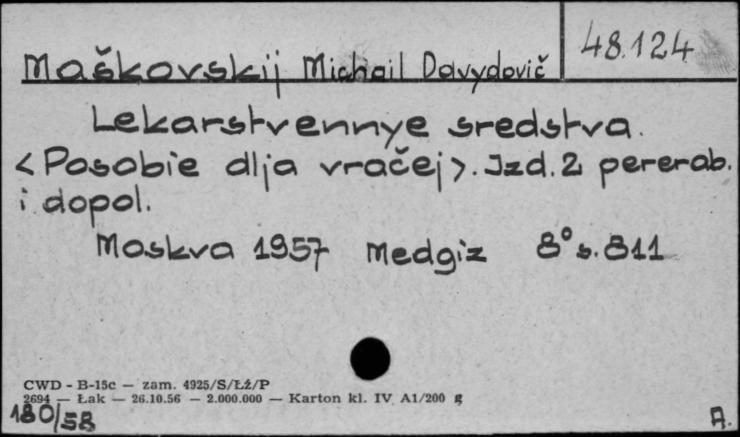 48.124
Maškovskij Michail Davydovič
Lekarstvennye sredstva.
<Posobie dlja vračej>. Izd. 2 pererab.
i dopol.
Moskva 1957 Medgiz 8° s. 811
CWD - B-15c — zam. 4925/S/Łż/P
2694 — Łak — 26.10.56 — 2.000.000 — Karton kl. IV A1/200 g
180/58
A.